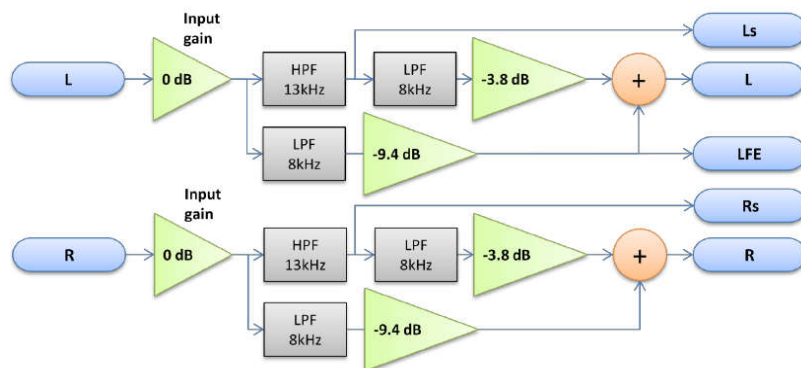 Input
gain
Ls
L
0 dB
HPF
13kHz
LPF
8kHz
-3.8 dB
+
L
LPF
8kHz
-9.4 dB
LFE
Input
gain
Rs
R
0 dB
HPF
13kHz
LPF
8kHz
-3.8 dB
+
R
LPF
8kHz
-9.4 dB